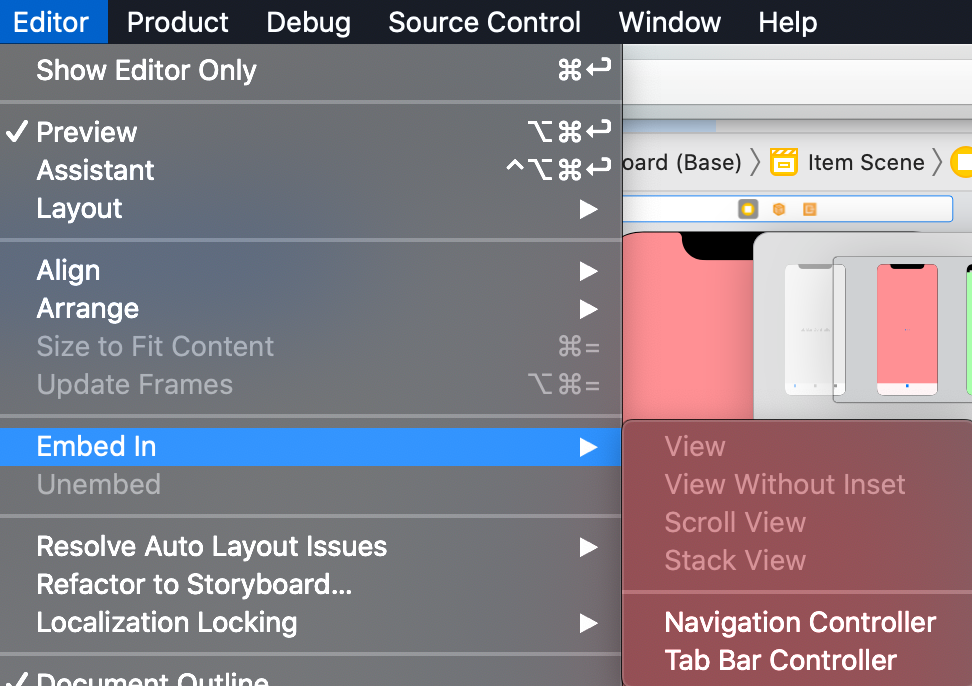 Editor Product Debug Source Control Window Help
Show Editor Only ⌘↩
✓ Preview ⌥⌘↩
Assistant ^⌥⌘↩
Layout ▶
oard (Base) 〉 Item Scene 〉
Align ▶
Arrange ▶
Size to Fit Content ⌘=
Update Frames ⌥⌘=
Embed In ▶
Unembed
Resolve Auto Layout Issues ▶
Refactor to Storyboard...
Localization Locking ▶
✓ Document Outline
View
View Without Inset
Scroll View
Stack View
Navigation Controller
Tab Bar Controller